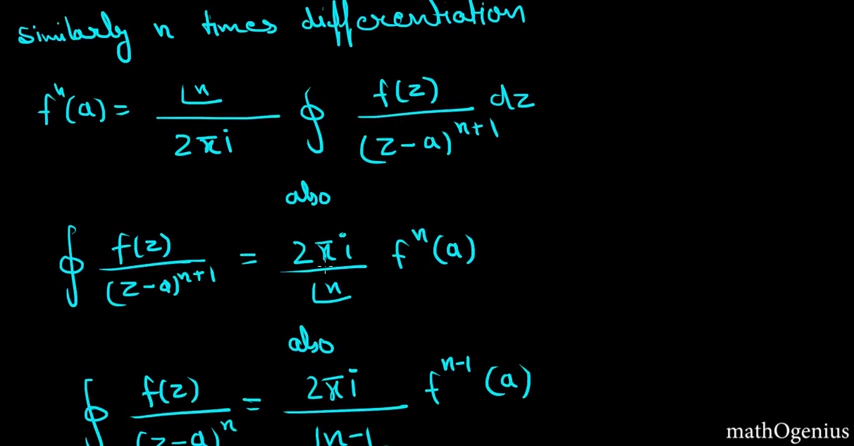 similarly n times differentiation
fⁿ(a) = ⌊n / 2πi ∮ f(z) / (z-a)ⁿ⁺¹ dz
also
∮ f(z) / (z-a)ⁿ⁺¹ = 2πi / ⌊n fⁿ(a)
also
∮ f(z) / (z-a)ⁿ = 2πi / ⌊n-1 fⁿ⁻¹(a)
mathOgenius